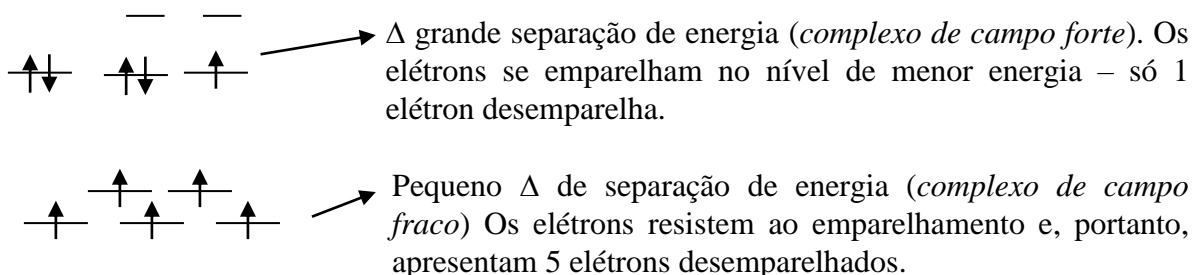 Δ grande separação de energia (complexo de campo forte). Os
elétrons se emparelham no nível de menor energia – só 1
elétron desemparelha.
Pequeno Δ de separação de energia (complexo de campo
fraco) Os elétrons resistem ao emparelhamento e, portanto,
apresentam 5 elétrons desemparelhados.